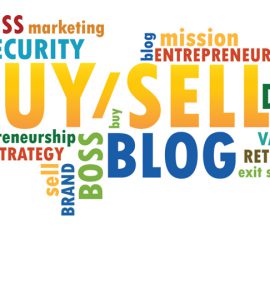 SS marketing
ECURITY
blog
mission
ENTREPRENEUR
UY/SELL
buy
D
reneurship
TRATEGY
BOSS
BLOG
VA
RET
sell
BRAND
exit s